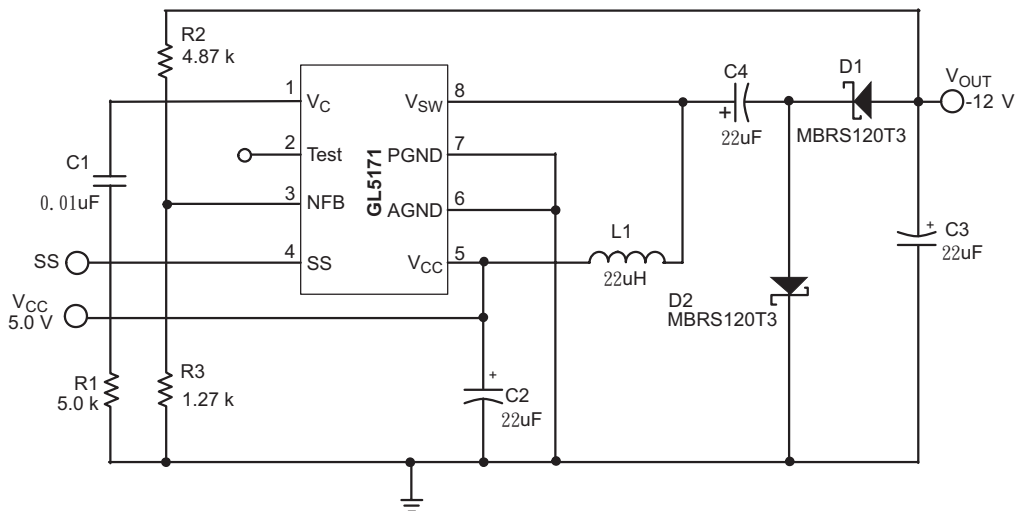 R2
4.87 k
C1
0.01uF
SS
VCC
5.0 V
R1
5.0 k
R3
1.27 k
1
2
3
4
VC
Test
NFB
SS
GL5171
VSW
PGND
AGND
VCC
8
7
6
5
L1
22uH
C2
+
22uF
C4
+
22uF
D1
MBRS120T3
VOUT
-12 V
D2
MBRS120T3
C3
+
22uF